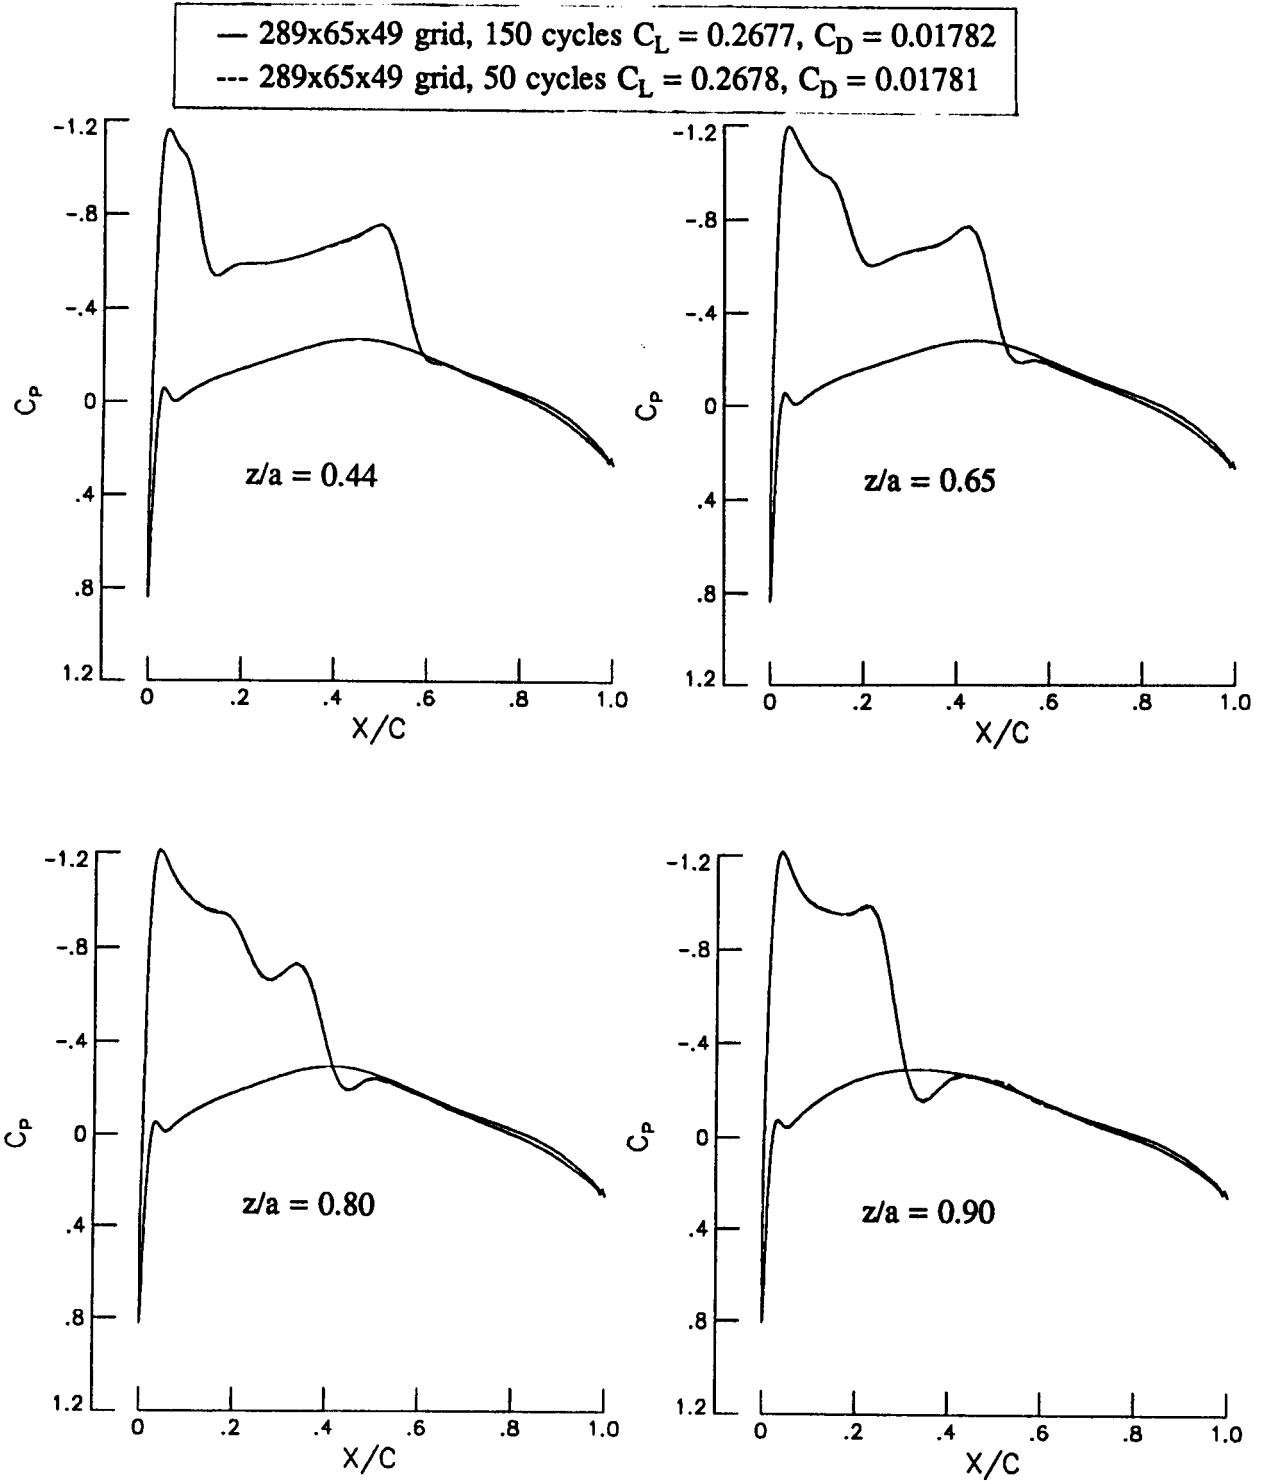 — 289x65x49 grid, 150 cycles C_L = 0.2677, C_D = 0.01782
--- 289x65x49 grid, 50 cycles C_L = 0.2678, C_D = 0.01781
-1.2
-.8
-.4
0
.4
.8
1.2
C_P
z/a = 0.44
0 .2 .4 .6 .8 1.0
X/C
-1.2
-.8
-.4
0
.4
.8
1.2
C_P
z/a = 0.65
0 .2 .4 .6 .8 1.0
X/C
-1.2
-.8
-.4
0
.4
.8
1.2
C_P
z/a = 0.80
0 .2 .4 .6 .8 1.0
X/C
-1.2
-.8
-.4
0
.4
.8
1.2
C_P
z/a = 0.90
0 .2 .4 .6 .8 1.0
X/C